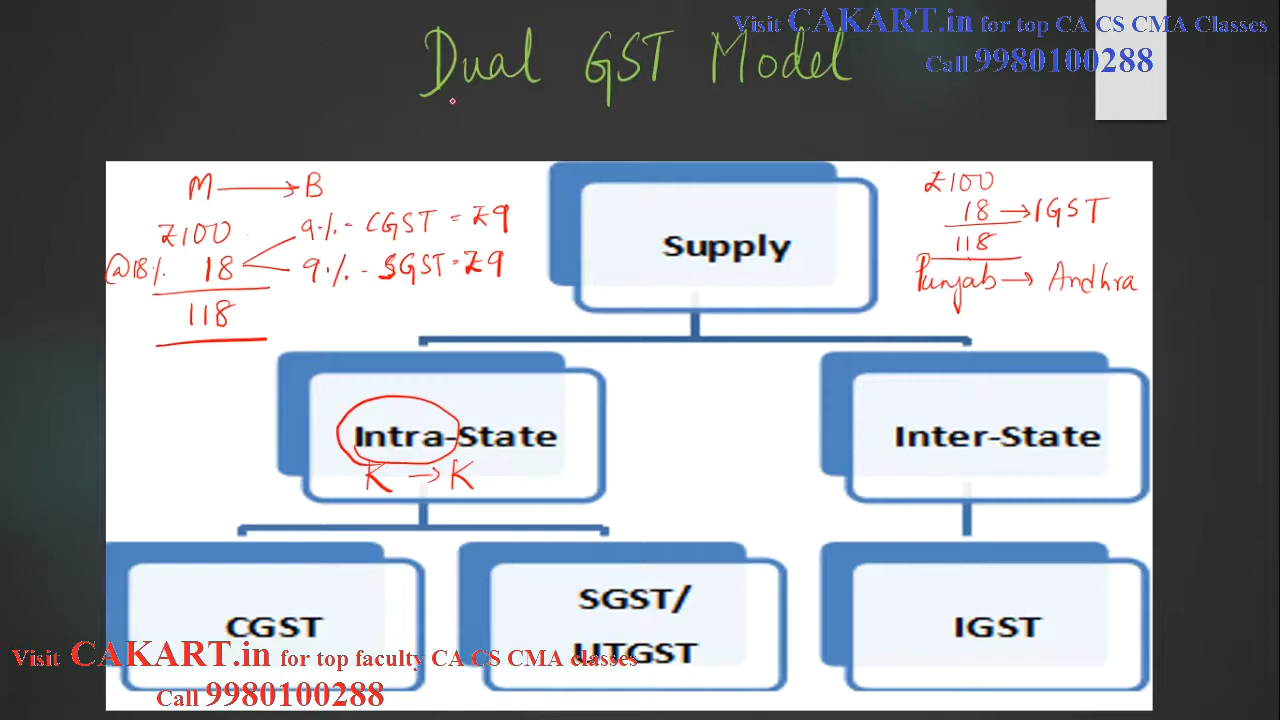 Dual GST Model
Visit CAKART.in for top CA CS CMA Classes
Call 9980100288
M → B
₹100
@18% 18
118
9% - CGST = ₹9
9% - SGST = ₹9
Supply
₹100
18 → IGST
118
Punjab → Andhra
Intra-State
K → K
Inter-State
CGST
SGST/
UTGST
IGST
Visit CAKART.in for top faculty CA CS CMA classes
Call 9980100288